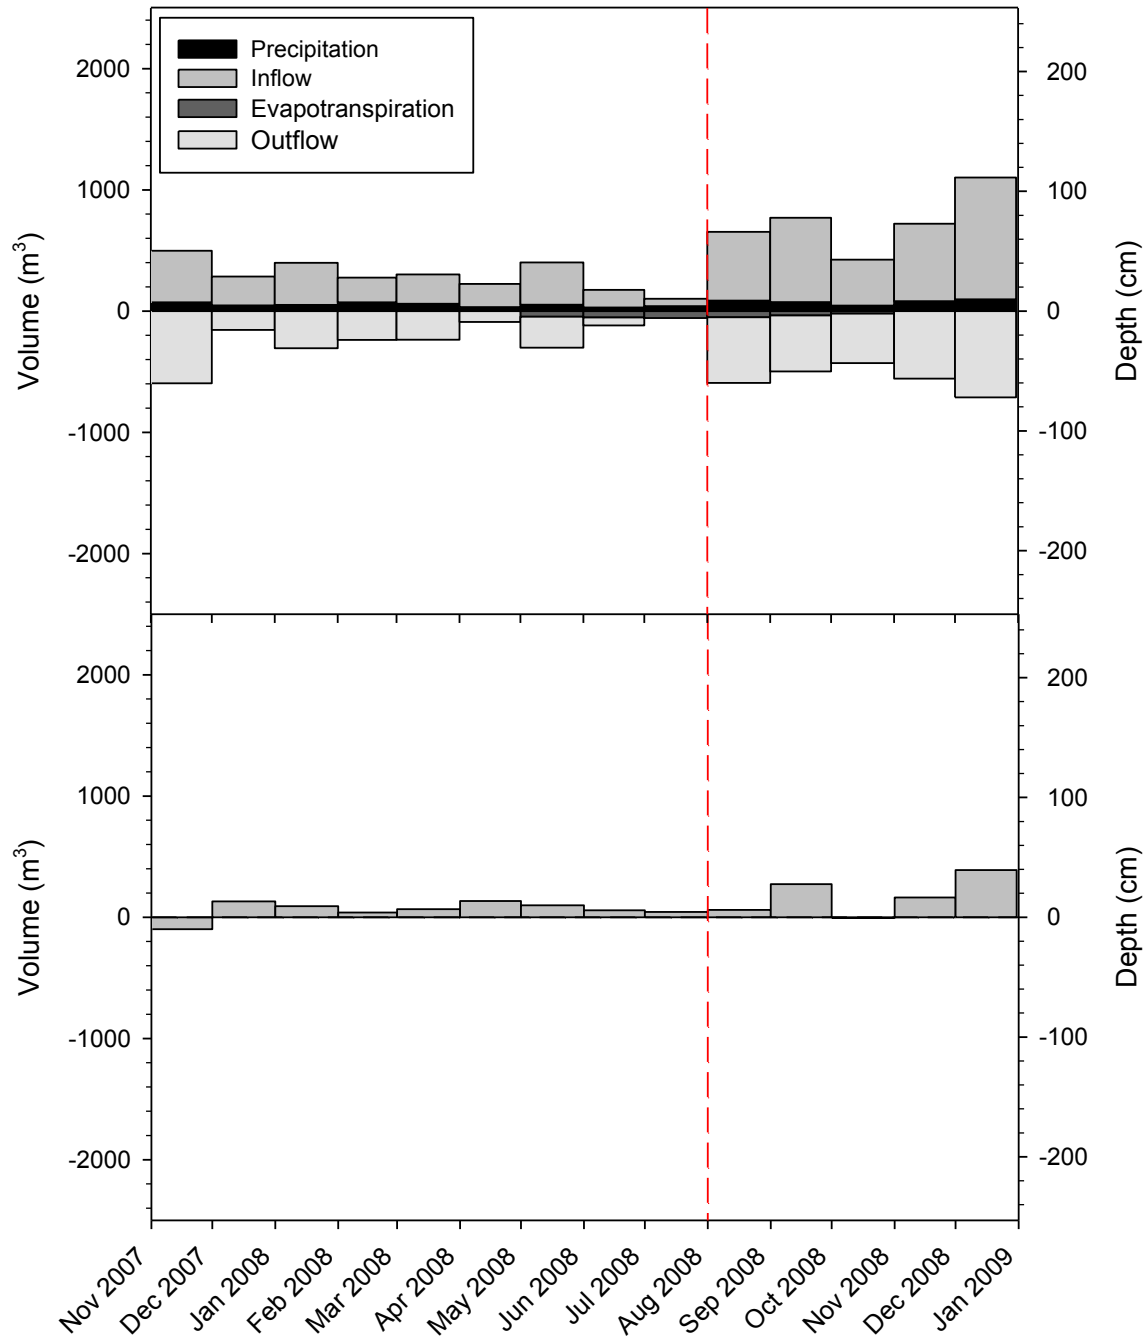 Precipitation
Inflow
Evapotranspiration
Outflow
2000
1000
0
-1000
-2000
Volume (m³)
200
100
0
-100
-200
Depth (cm)
2000
1000
0
-1000
-2000
Volume (m³)
200
100
0
-100
-200
Depth (cm)
Nov 2007
Dec 2007
Jan 2008
Feb 2008
Mar 2008
Apr 2008
May 2008
Jun 2008
Jul 2008
Aug 2008
Sep 2008
Oct 2008
Nov 2008
Dec 2008
Jan 2009